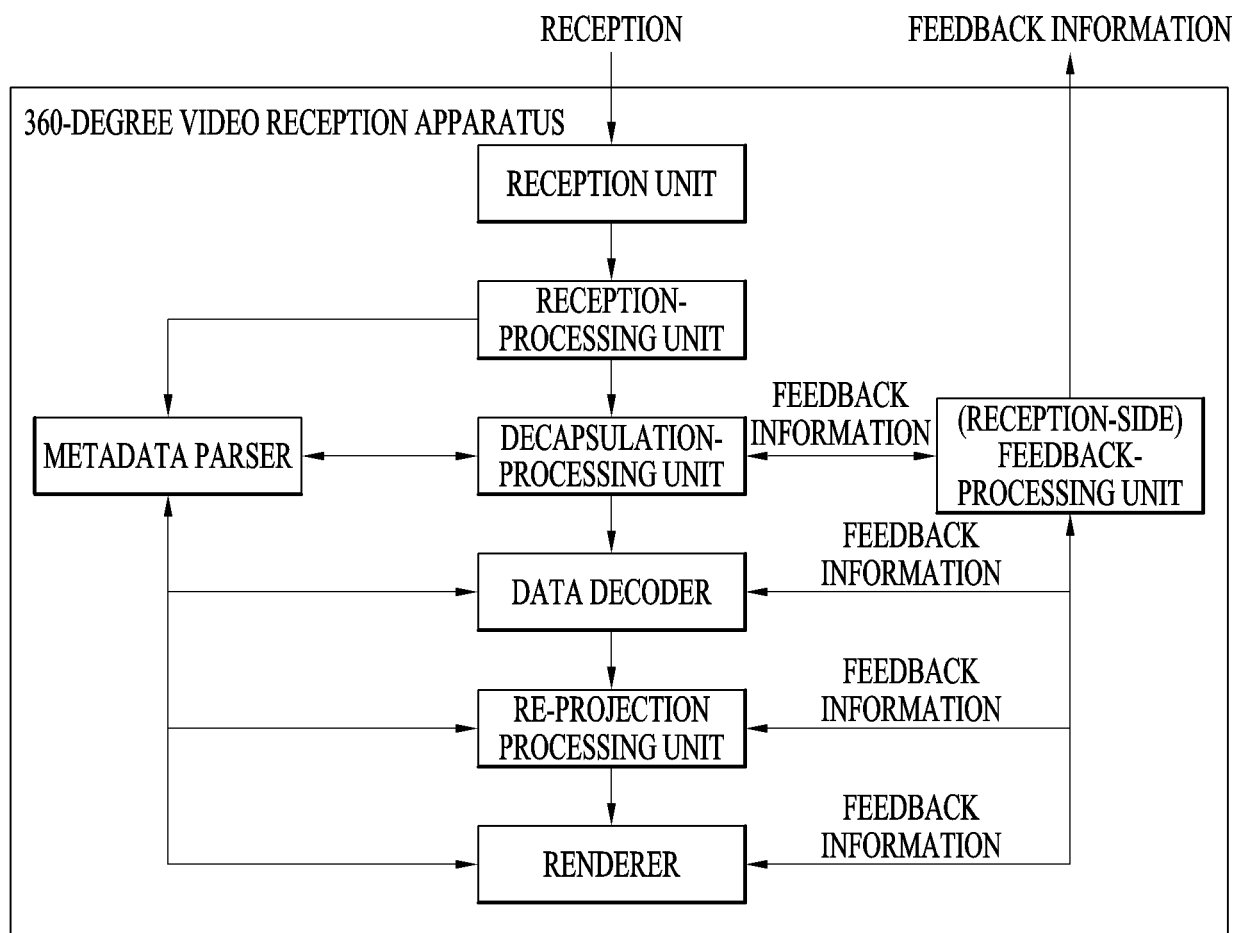 RECEPTION
FEEDBACK INFORMATION
360-DEGREE VIDEO RECEPTION APPARATUS
RECEPTION UNIT
RECEPTION-
PROCESSING UNIT
METADATA PARSER
DECAPSULATION-
PROCESSING UNIT
FEEDBACK
INFORMATION
(RECEPTION-SIDE)
FEEDBACK-
PROCESSING UNIT
DATA DECODER
FEEDBACK
INFORMATION
RE-PROJECTION
PROCESSING UNIT
FEEDBACK
INFORMATION
RENDERER
FEEDBACK
INFORMATION